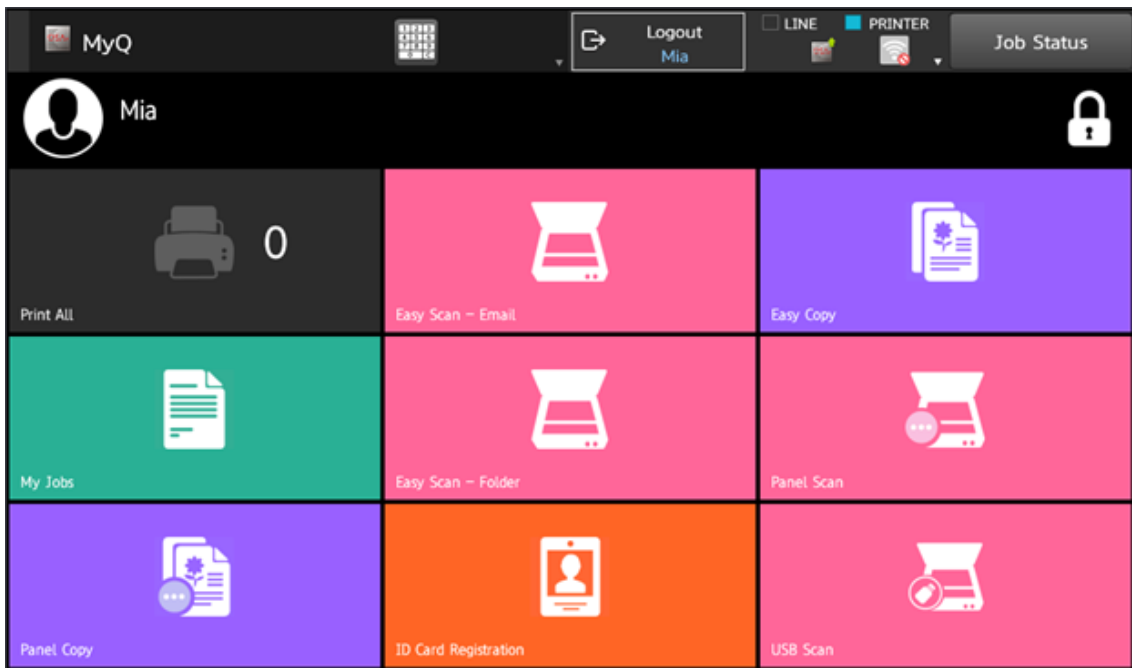 MyQ
Logout
Mia
LINE
PRINTER
Job Status
Mia
0
Print All
Easy Scan - Email
Easy Copy
My Jobs
Easy Scan - Folder
Panel Scan
Panel Copy
ID Card Registration
USB Scan